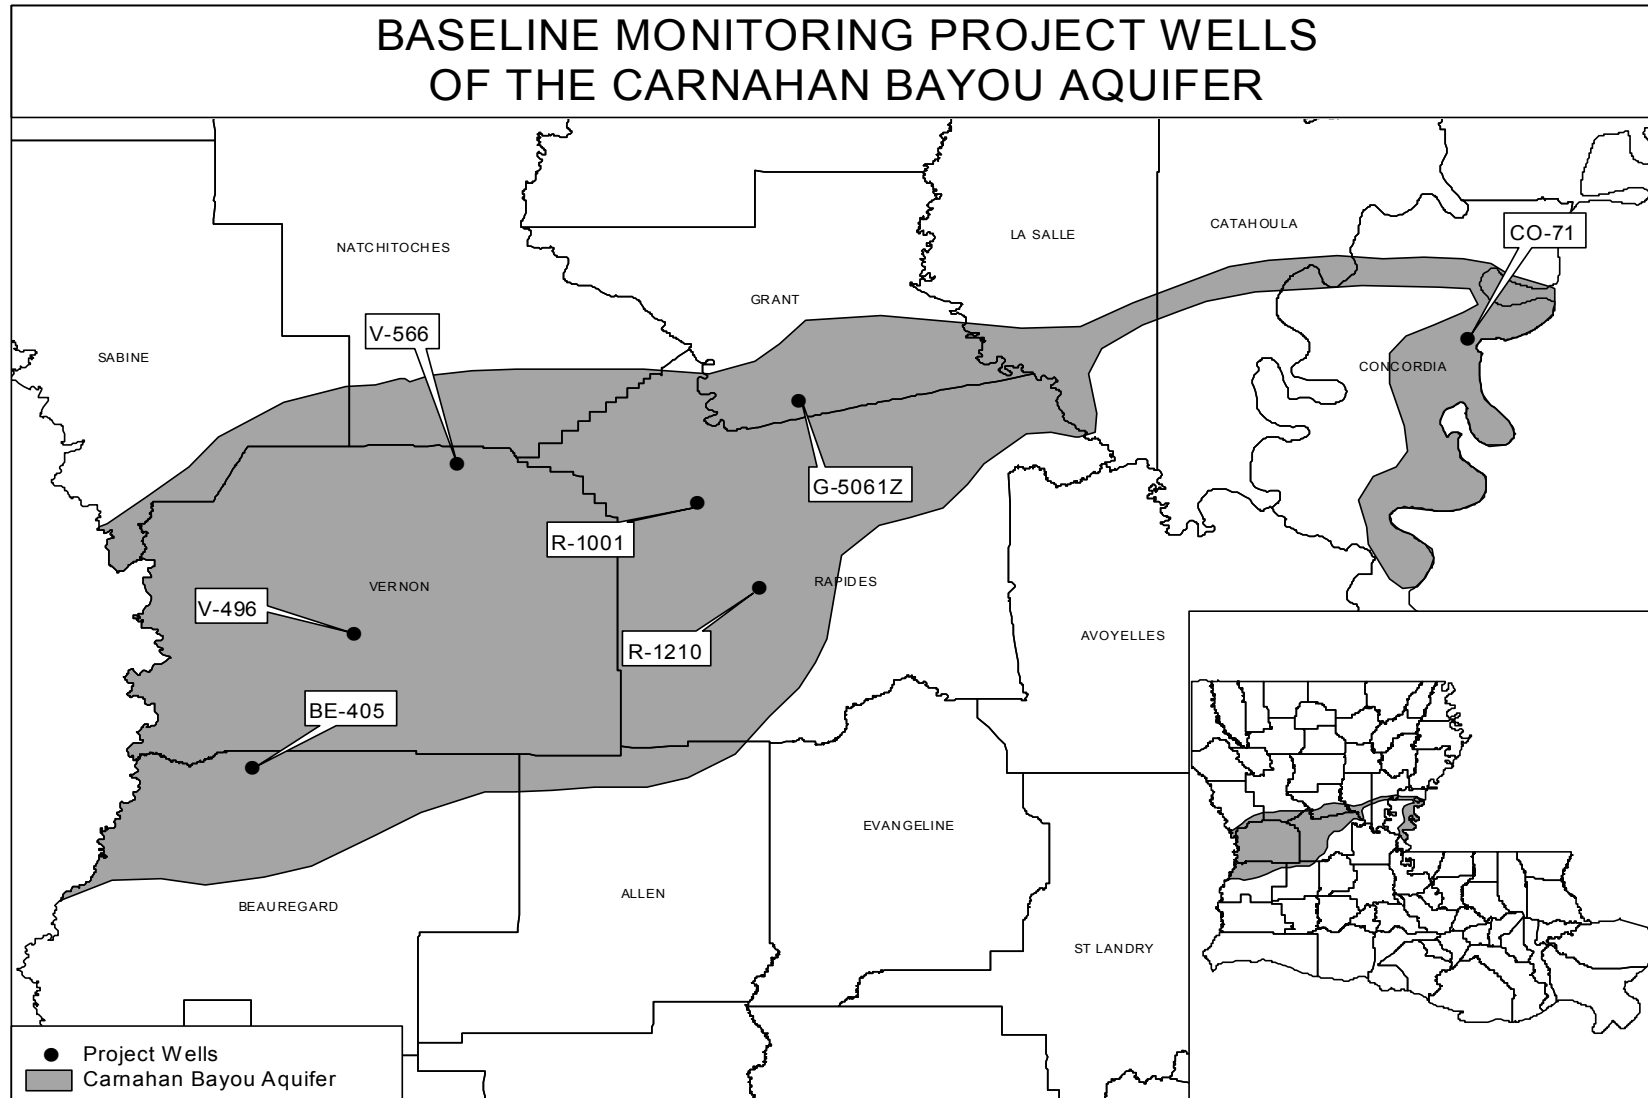 BASELINE MONITORING PROJECT WELLS
OF THE CARNAHAN BAYOU AQUIFER
CATAHOULA
CO-71
LA SALLE
NATCHITOCHES
GRANT
V-566
SABINE
CONCORDIA
G-5061Z
R-1001
RAPIDES
VERNON
V-496
AVOYELLES
R-1210
BE-405
EVANGELINE
ALLEN
BEAUREGARD
ST LANDRY
Project Wells
Carnahan Bayou Aquifer